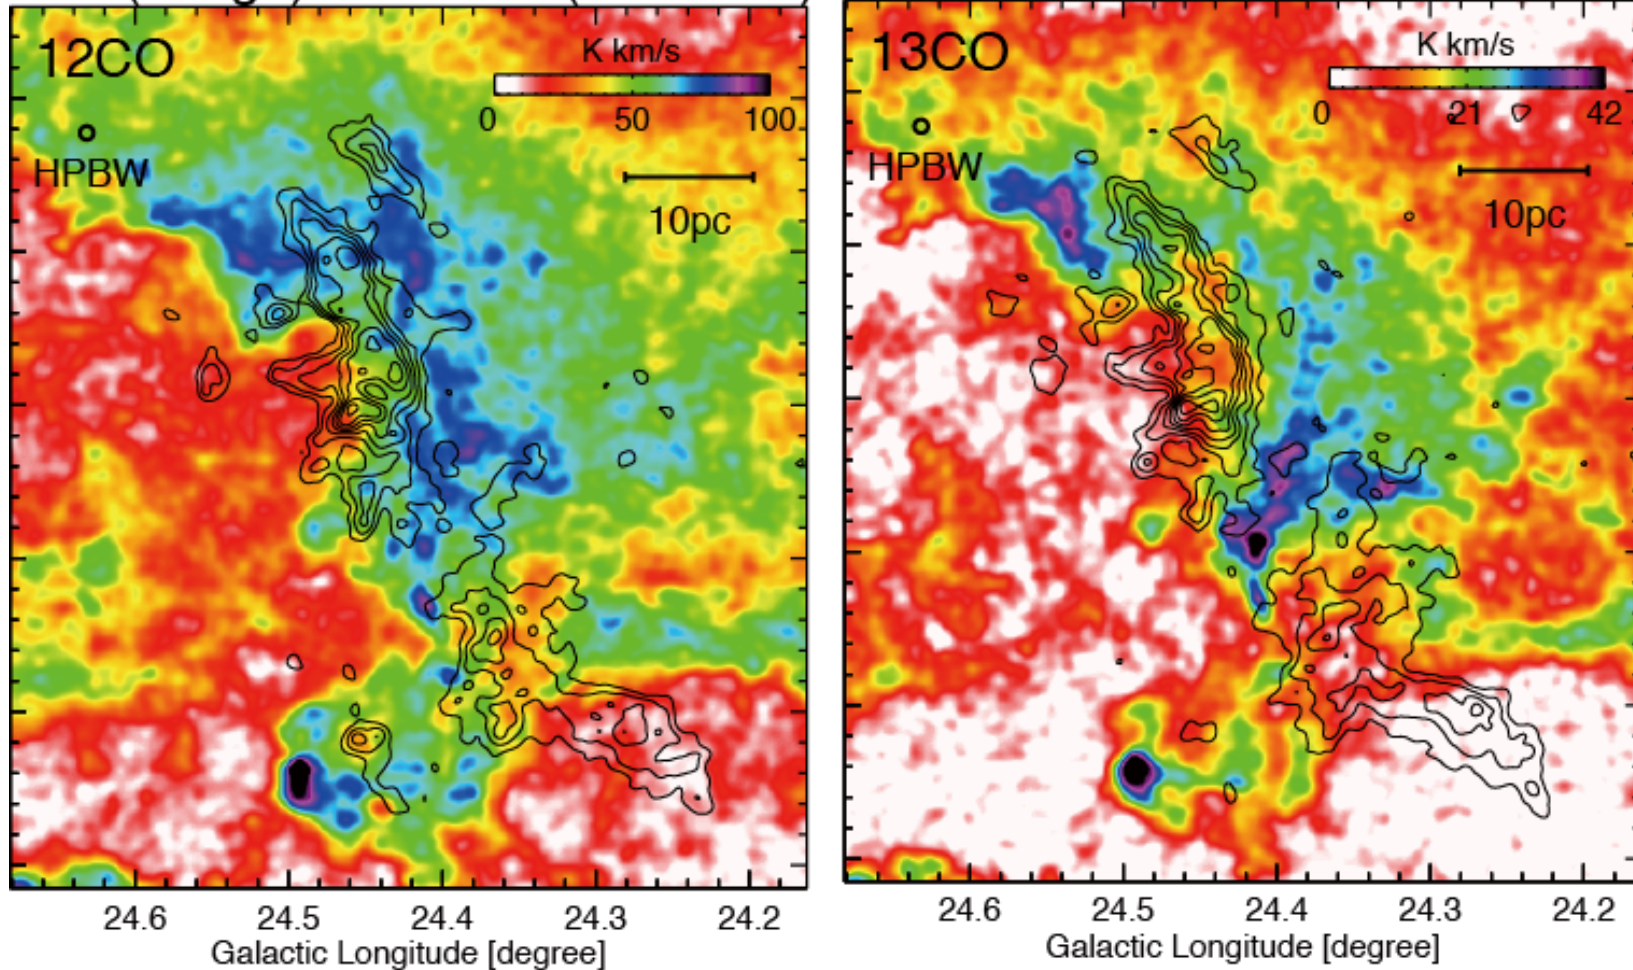 12CO
K km/s
0 50 100
HPBW
10pc
24.6 24.5 24.4 24.3 24.2
Galactic Longitude [degree]
13CO
K km/s
0 21 42
HPBW
10pc
24.6 24.5 24.4 24.3 24.2
Galactic Longitude [degree]